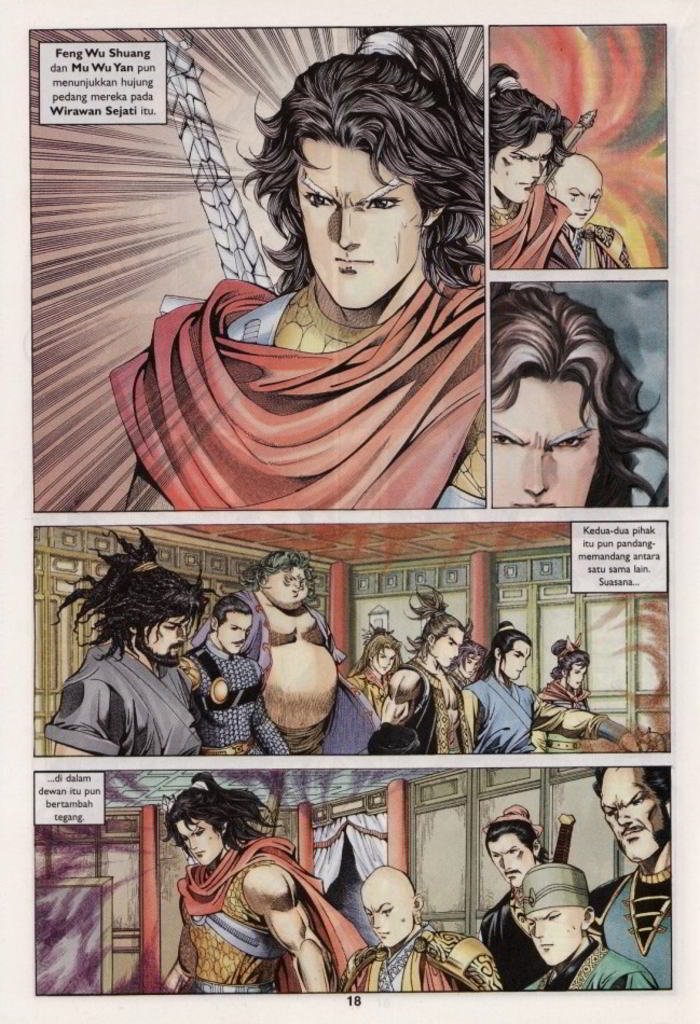 Feng Wu Shuang
dan Mu Wu Yan pun
menunjukkan hujung
pedang mereka pada
Wirawan Sejati itu.
Kedua-dua pihak
itu pun pandang-
memandang antara
satu sama lain.
Suasana...
...di dalam
dewan itu pun
bertambah
tegang.
18